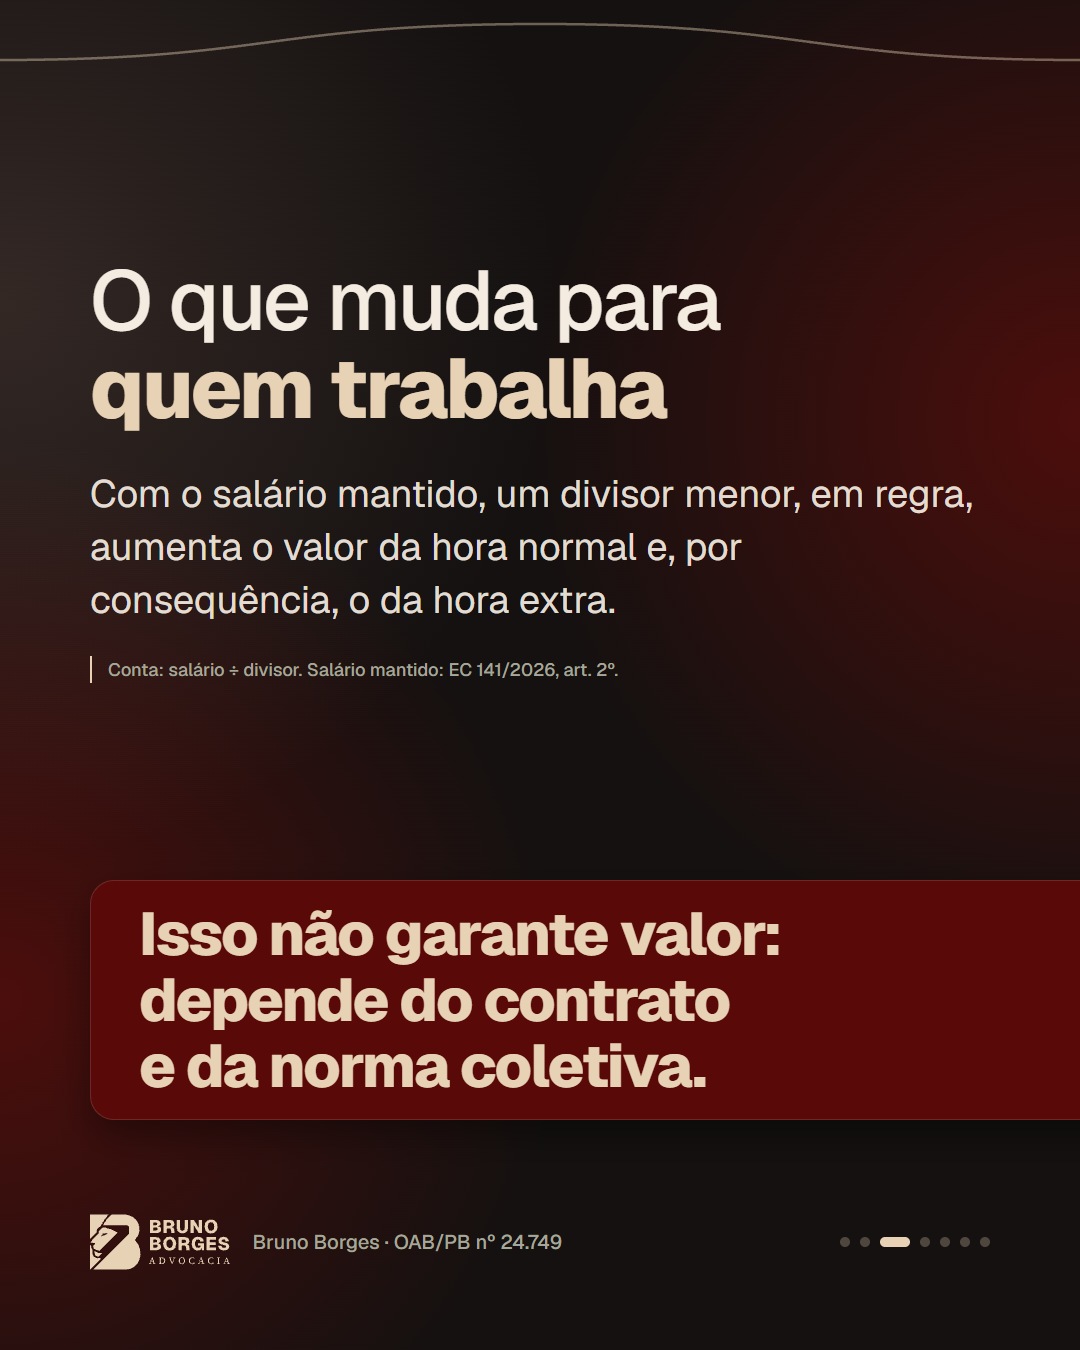 O que muda para
quem trabalha
Com o salário mantido, um divisor menor, em regra,
aumenta o valor da hora normal e, por
consequência, o da hora extra.
Conta: salário ÷ divisor. Salário mantido: EC 141/2026, art. 2º.
Isso não garante valor:
depende do contrato
e da norma coletiva.
BRUNO
BORGES
ADVOCACIA
Bruno Borges · OAB/PB nº 24.749